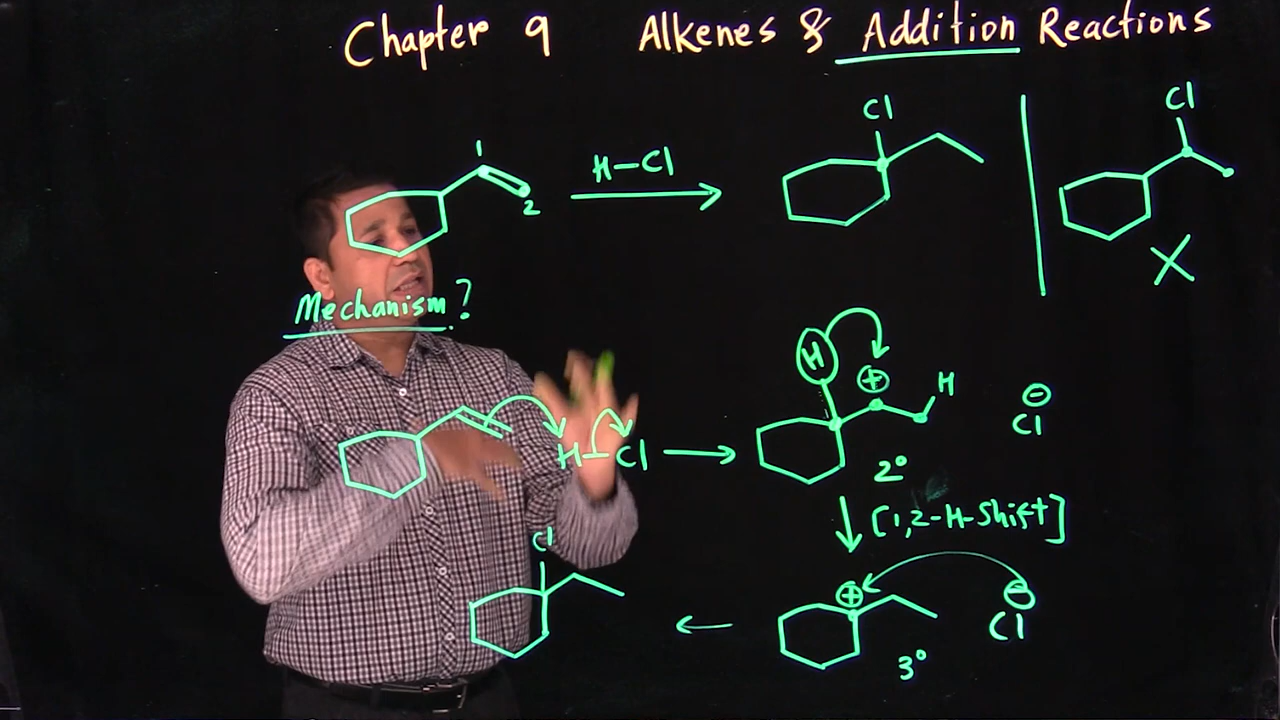 Chapter 9 Alkenes & Addition Reactions
1
2
H-Cl
Cl
Cl
X
Mechanism?
H
⊕
H
⊖
Cl
H-Cl
2°
[1,2-H-Shift]
Cl
⊕
⊖
Cl
3°